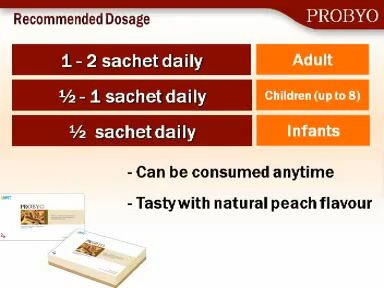 Recommended Dosage
PROBYO
1 - 2 sachet daily
Adult
½ - 1 sachet daily
Children (up to 8)
½ sachet daily
Infants
- Can be consumed anytime
- Tasty with natural peach flavour
PROBYO
PROBYO